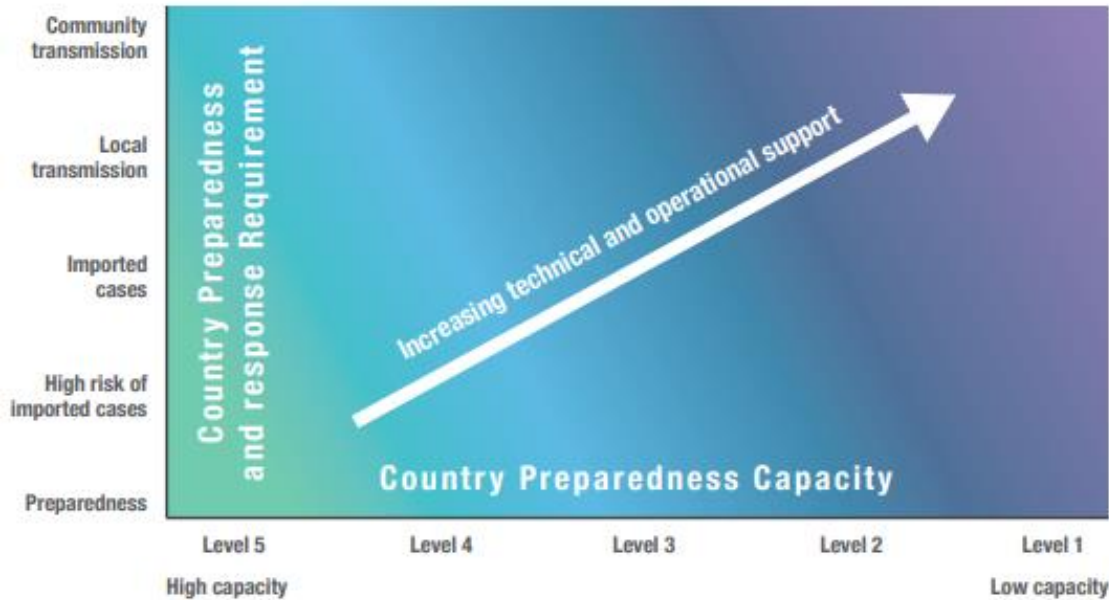 Community
transmission
Local
transmission
Imported
cases
High risk of
imported cases
Preparedness
Country Preparedness
and response Requirement
Increasing technical and operational support
Country Preparedness Capacity
Level 5
Level 4
Level 3
Level 2
Level 1
High capacity
Low capacity